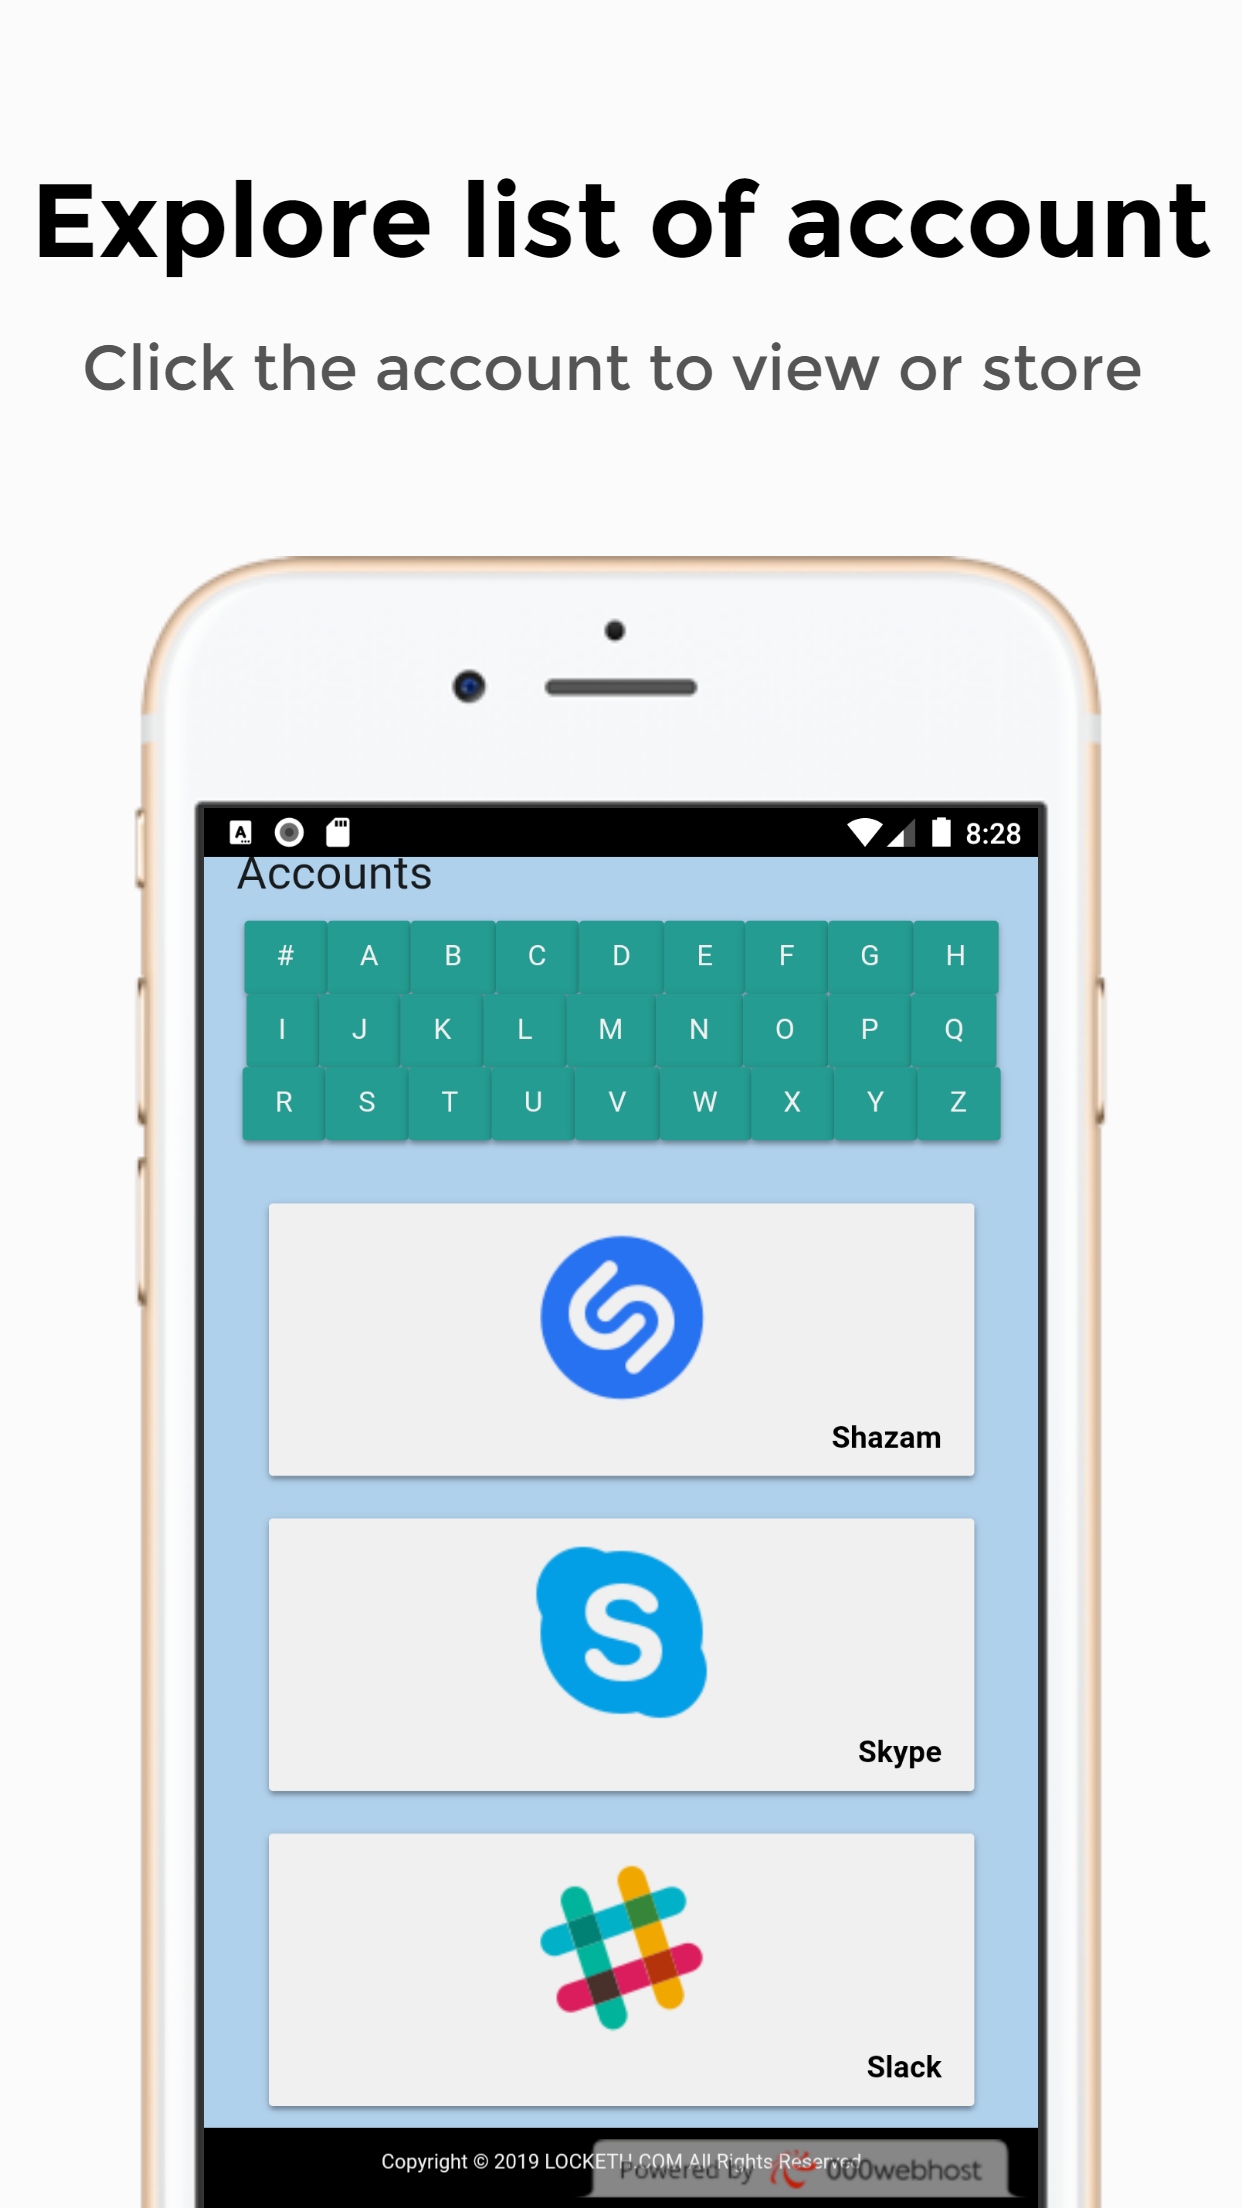 Explore list of account
Click the account to view or store
8:28
Accounts
# A B C D E F G H
I J K L M N O P Q
R S T U V W X Y Z
Shazam
Skype
Slack
Copyright © 2019 LOCKETU.COM All Rights Reserved
Powered by 000webhost